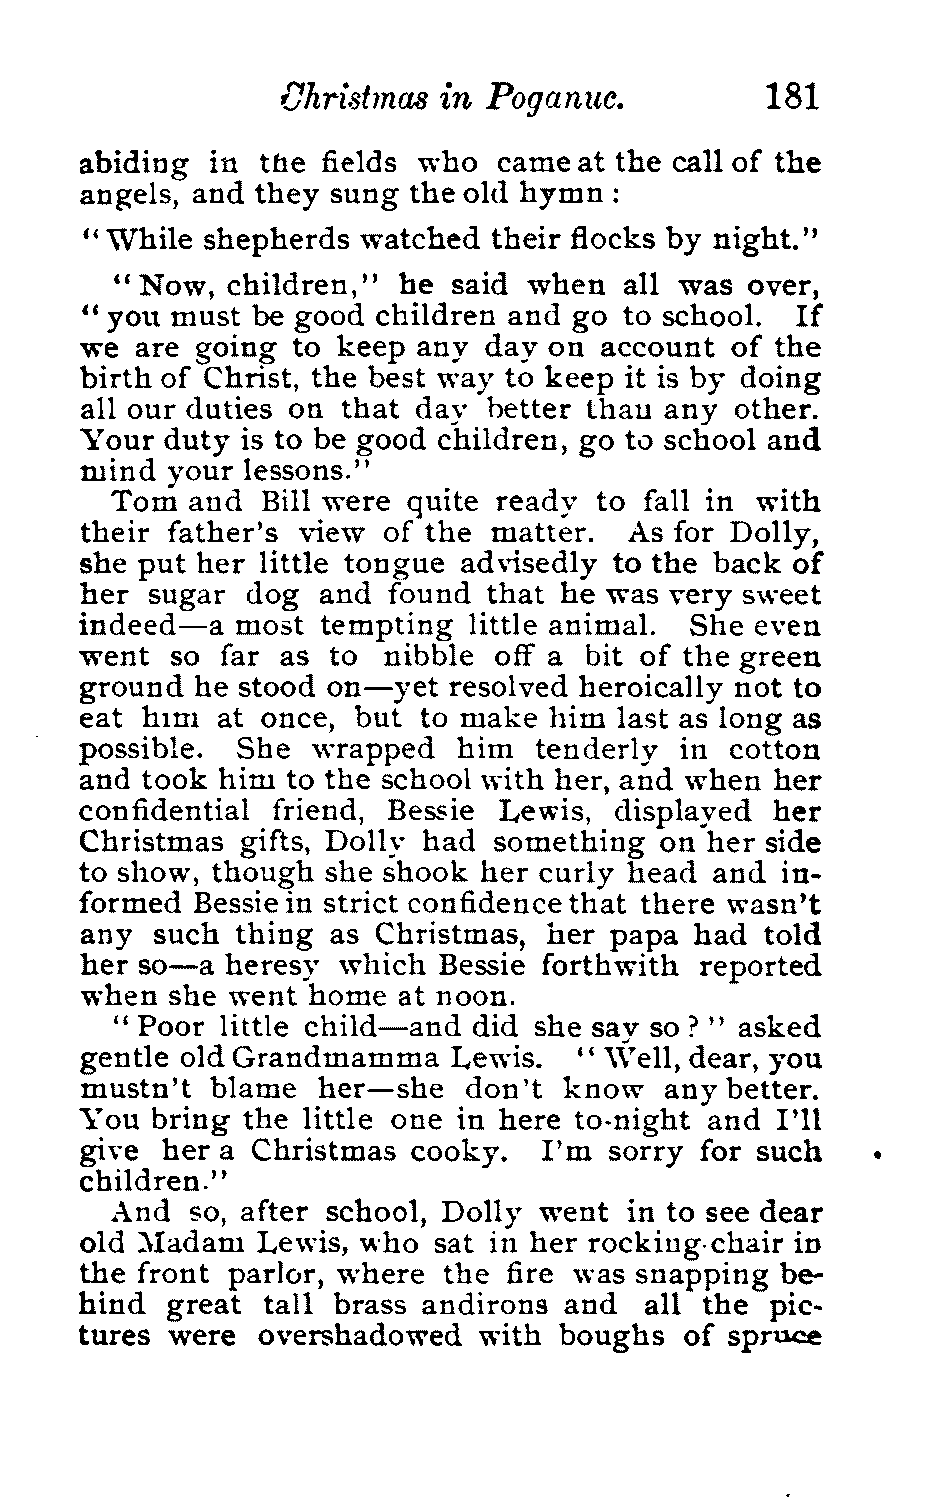 Christmas in Poganuc. 181
abiding in the fields who came at the call of the
angels, and they sung the old hymn :
"While shepherds watched their flocks by night."
"Now, children," he said when all was over,
"you must be good children and go to school. If
we are going to keep any day on account of the
birth of Christ, the best way to keep it is by doing
all our duties on that day better than any other.
Your duty is to be good children, go to school and
mind your lessons."
Tom and Bill were quite ready to fall in with
their father's view of the matter. As for Dolly,
she put her little tongue advisedly to the back of
her sugar dog and found that he was very sweet
indeed—a most tempting little animal. She even
went so far as to nibble off a bit of the green
ground he stood on—yet resolved heroically not to
eat him at once, but to make him last as long as
possible. She wrapped him tenderly in cotton
and took him to the school with her, and when her
confidential friend, Bessie Lewis, displayed her
Christmas gifts, Dolly had something on her side
to show, though she shook her curly head and in-
formed Bessie in strict confidence that there wasn't
any such thing as Christmas, her papa had told
her so—a heresy which Bessie forthwith reported
when she went home at noon.
"Poor little child—and did she say so?" asked
gentle old Grandmamma Lewis. "Well, dear, you
mustn't blame her—she don't know any better.
You bring the little one in here to-night and I'll
give her a Christmas cooky. I'm sorry for such
children."
And so, after school, Dolly went in to see dear
old Madam Lewis, who sat in her rocking-chair in
the front parlor, where the fire was snapping be-
hind great tall brass andirons and all the pic-
tures were overshadowed with boughs of spruce